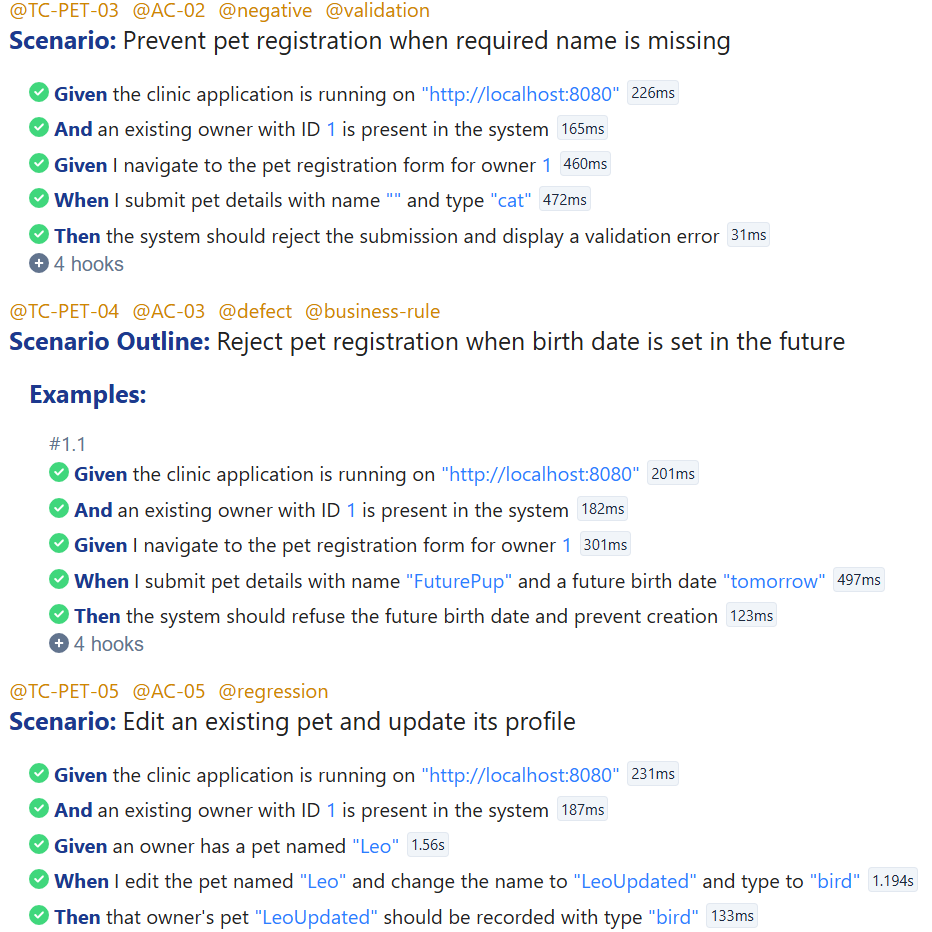 @TC-PET-03 @AC-02 @negative @validation
Scenario: Prevent pet registration when required name is missing
Given the clinic application is running on "http://localhost:8080" 226ms
And an existing owner with ID 1 is present in the system 165ms
Given I navigate to the pet registration form for owner 1 460ms
When I submit pet details with name "" and type "cat" 472ms
Then the system should reject the submission and display a validation error 31ms
4 hooks
@TC-PET-04 @AC-03 @defect @business-rule
Scenario Outline: Reject pet registration when birth date is set in the future
Examples:
#1.1
Given the clinic application is running on "http://localhost:8080" 201ms
And an existing owner with ID 1 is present in the system 182ms
Given I navigate to the pet registration form for owner 1 301ms
When I submit pet details with name "FuturePup" and a future birth date "tomorrow" 497ms
Then the system should refuse the future birth date and prevent creation 123ms
4 hooks
@TC-PET-05 @AC-05 @regression
Scenario: Edit an existing pet and update its profile
Given the clinic application is running on "http://localhost:8080" 231ms
And an existing owner with ID 1 is present in the system 187ms
Given an owner has a pet named "Leo" 1.56s
When I edit the pet named "Leo" and change the name to "LeoUpdated" and type to "bird" 1.194s
Then that owner's pet "LeoUpdated" should be recorded with type "bird" 133ms